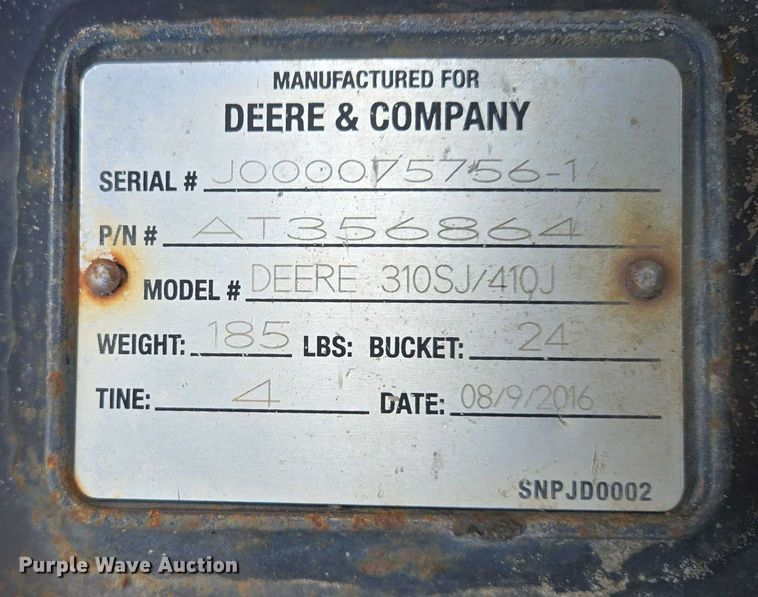 MANUFACTURED FOR
DEERE & COMPANY
SERIAL # J000075756-1
P/N # AT356864
MODEL # DEERE 310SJ/410J
WEIGHT: 185 LBS: BUCKET: 24
TINE: 4 DATE: 08/9/2016
SNPJD0002
Purple Wave Auction